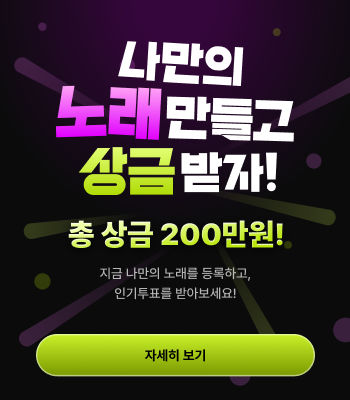 나만의
노래 만들고
상금 받자!
총 상금 200만원!
지금 나만의 노래를 등록하고,
인기투표를 받아보세요!
자세히 보기